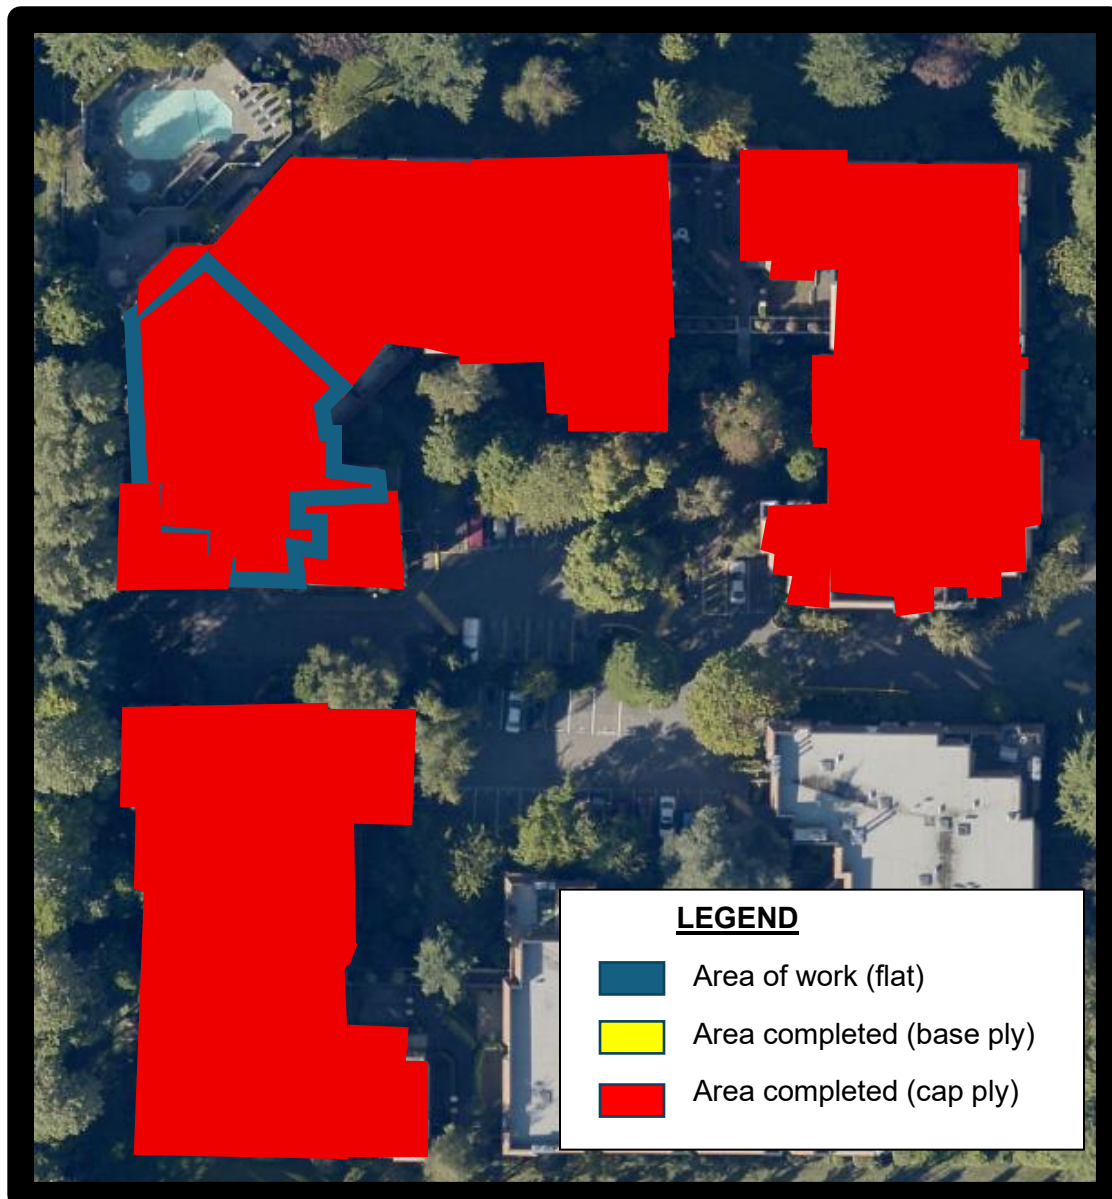 LEGEND
Area of work (flat)
Area completed (base ply)
Area completed (cap ply)